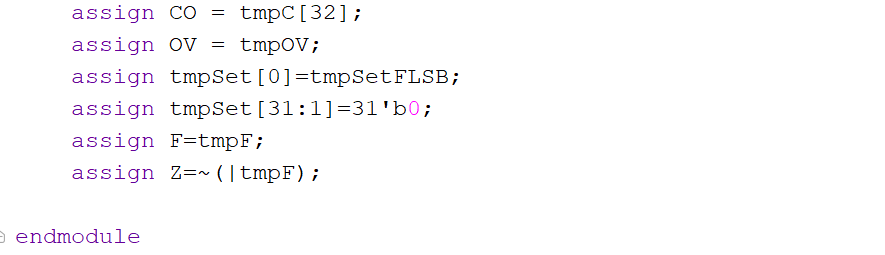 assign CO = tmpC[32];
assign OV = tmpOV;
assign tmpSet[0]=tmpSetFLSB;
assign tmpSet[31:1]=31'b0;
assign F=tmpF;
assign Z=~(|tmpF);
endmodule